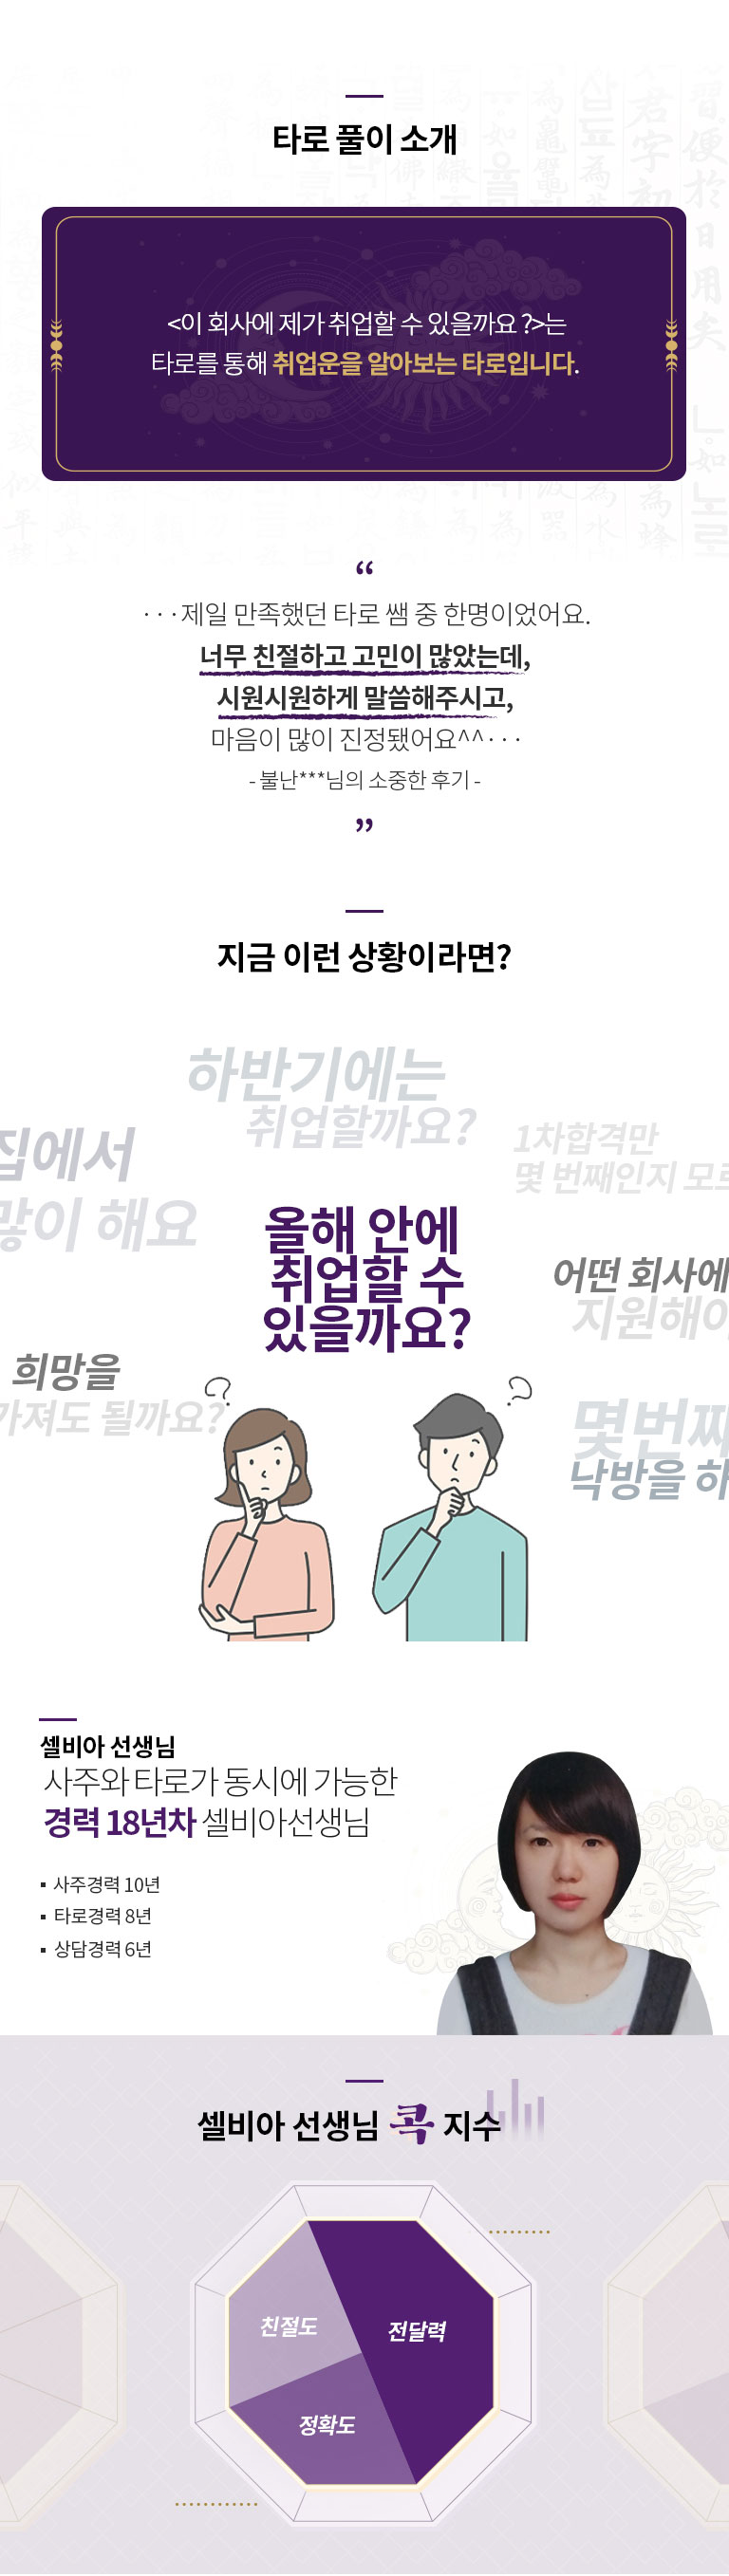 타로 풀이 소개
<이 회사에 제가 취업할 수 있을까요 ?>는
타로를 통해 취업운을 알아보는 타로입니다.
“
···제일 만족했던 타로 쌤 중 한명이었어요.
너무 친절하고 고민이 많았는데,
시원시원하게 말씀해주시고,
마음이 많이 진정됐어요^^···
- 불난***님의 소중한 후기 -
”
지금 이런 상황이라면?
하반기에는
취업할까요?
집에서
많이 해요
1차합격만
몇 번째인지 모르
올해 안에
취업할 수
있을까요?
어떤 회사에
지원해야
희망을
가져도 될까요?
몇번째
낙방을 하
셀비아 선생님
사주와 타로가 동시에 가능한
경력 18년차 셀비아선생님
▪ 사주경력 10년
▪ 타로경력 8년
▪ 상담경력 6년
셀비아 선생님 콕 지수
친절도
전달력
정확도